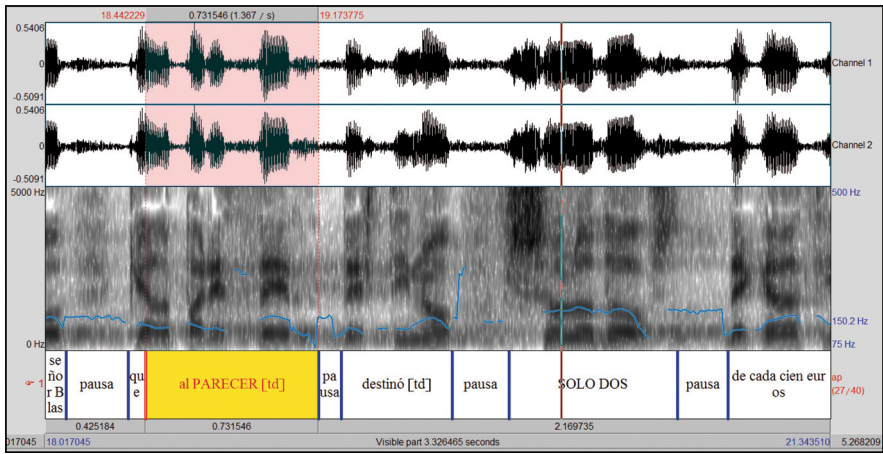 18.442229 0.731546 (1.367 / s) 19.173775
0.5406
0
-0.5091
Channel 1
0.5406
0
-0.5091
Channel 2
5000 Hz
500 Hz
150.2 Hz
0 Hz
75 Hz
se
ño
r B
las
pausa
qu
e
al PARECER [td]
pa
usa
destinó [td]
pausa
SOLO DOS
pausa
de cada cien eur
os
1
ap
(27/40)
0.425184 0.731546 2.169735
017045 18.017045 Visible part 3.326465 seconds 21.343510 5.268209